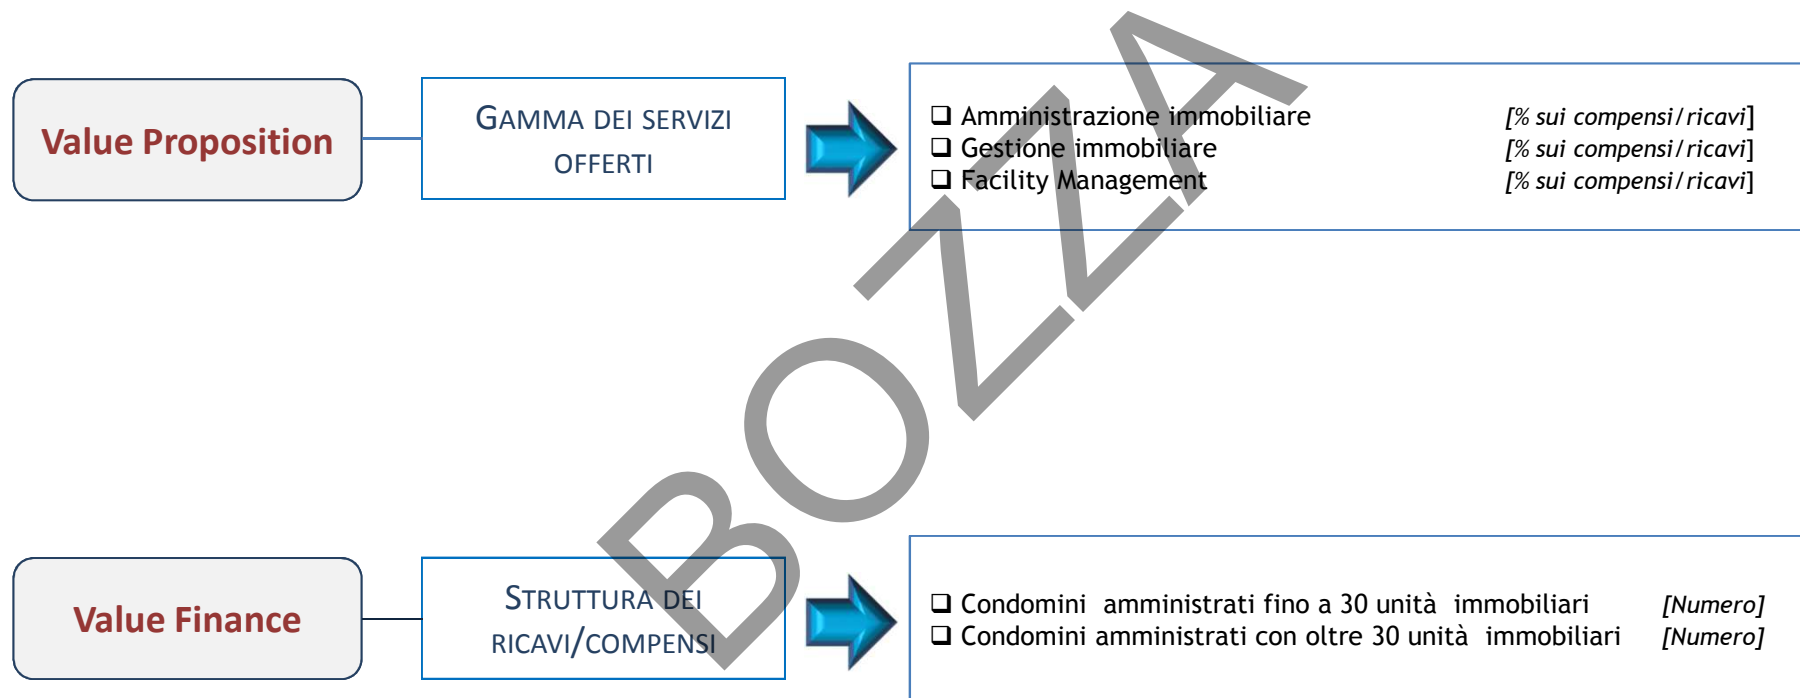 Value Proposition
GAMMA DEI SERVIZI
OFFERTI
❑ Amministrazione immobiliare [% sui compensi/ricavi]
❑ Gestione immobiliare [% sui compensi/ricavi]
❑ Facility Management [% sui compensi/ricavi]
BOZZA
Value Finance
STRUTTURA DEI
RICAVI/COMPENSI
❑ Condomini amministrati fino a 30 unità immobiliari [Numero]
❑ Condomini amministrati con oltre 30 unità immobiliari [Numero]